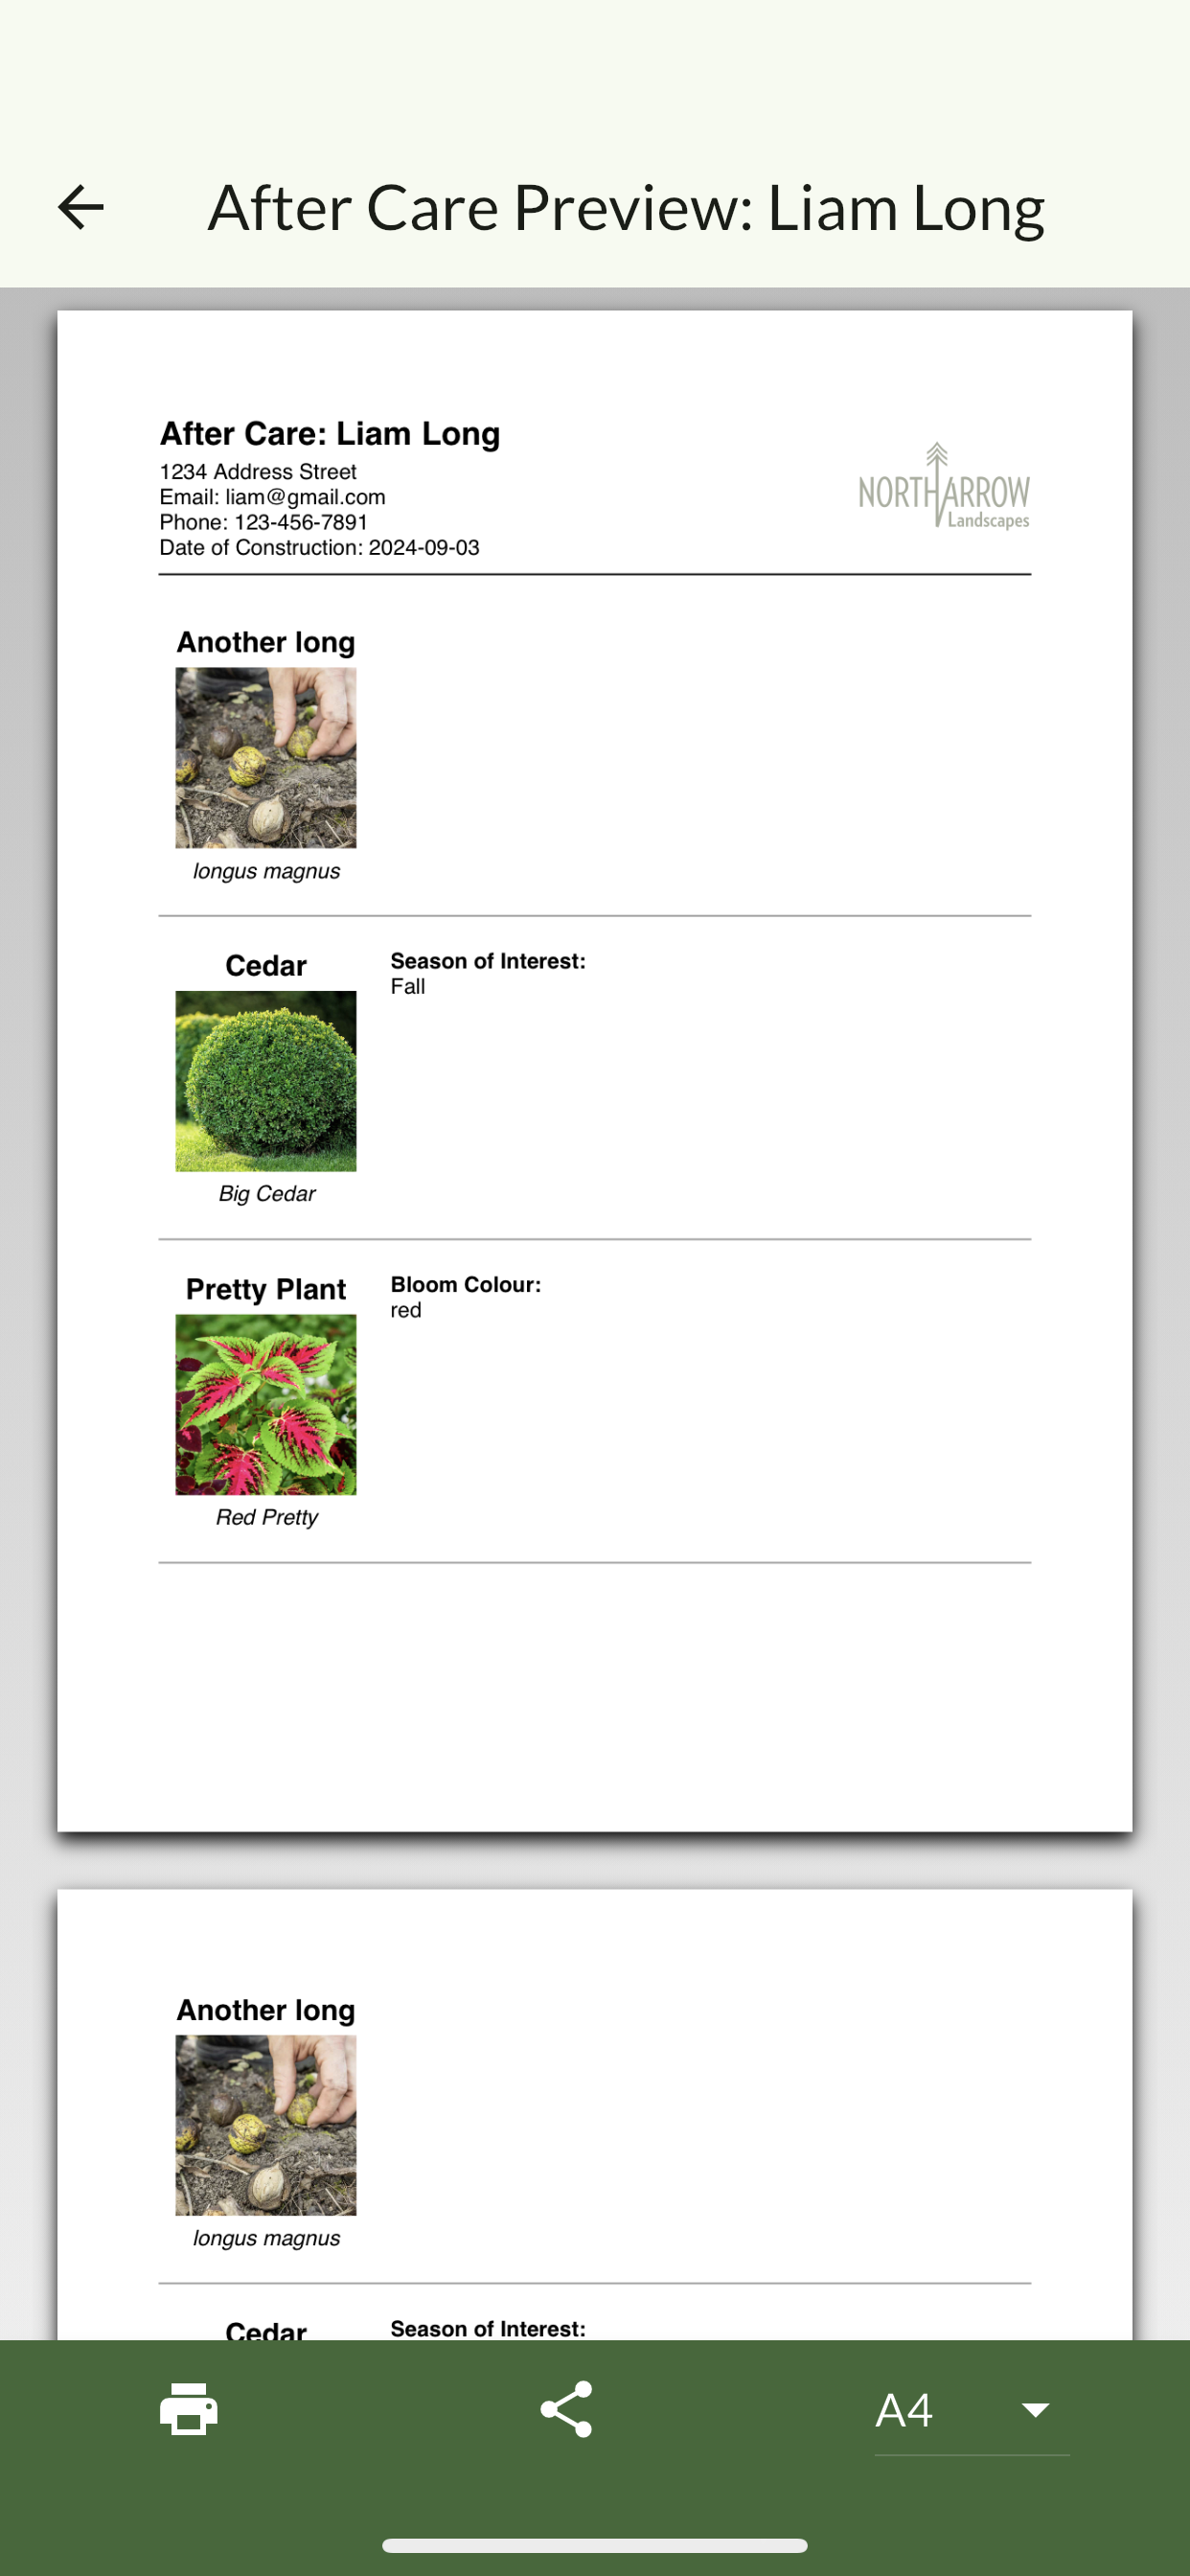 After Care Preview: Liam Long
After Care: Liam Long
1234 Address Street
Email: liam@gmail.com
Phone: 123-456-7891
Date of Construction: 2024-09-03
NORTH ARROW
Landscapes
Another long
longus magnus
Cedar
Season of Interest:
Fall
Big Cedar
Pretty Plant
Bloom Colour:
red
Red Pretty
Another long
longus magnus
Cedar
Season of Interest:
A4